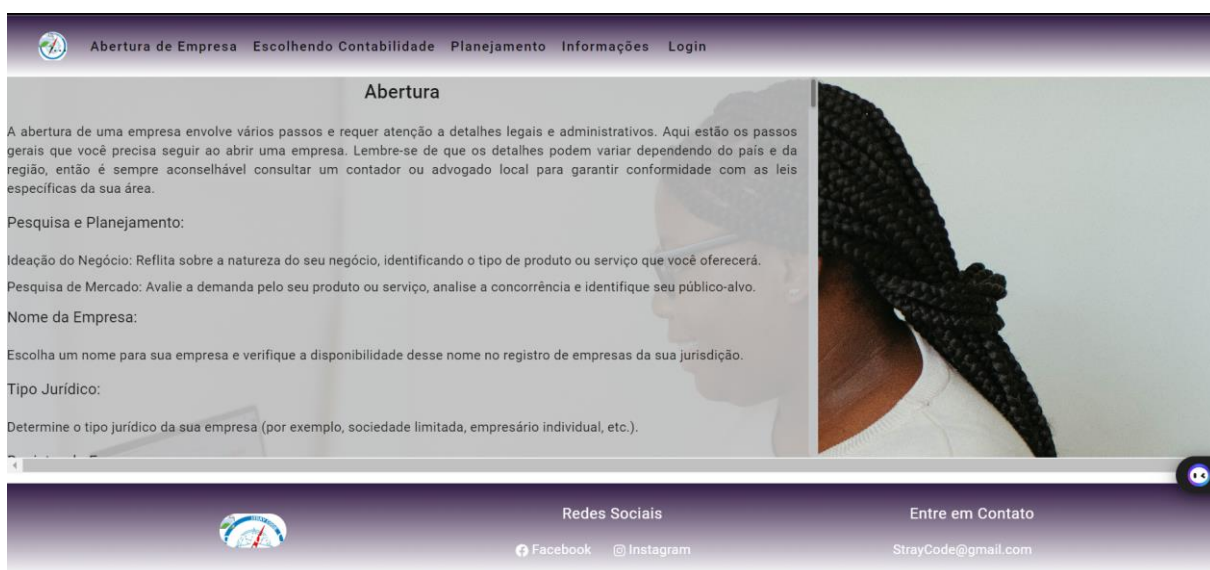 Abertura de Empresa Escolhendo Contabilidade Planejamento Informações Login
Abertura
A abertura de uma empresa envolve vários passos e requer atenção a detalhes legais e administrativos. Aqui estão os passos
gerais que você precisa seguir ao abrir uma empresa. Lembre-se de que os detalhes podem variar dependendo do país e da
região, então é sempre aconselhável consultar um contador ou advogado local para garantir conformidade com as leis
específicas da sua área.
Pesquisa e Planejamento:
Ideação do Negócio: Reflita sobre a natureza do seu negócio, identificando o tipo de produto ou serviço que você oferecerá.
Pesquisa de Mercado: Avalie a demanda pelo seu produto ou serviço, analise a concorrência e identifique seu público-alvo.
Nome da Empresa:
Escolha um nome para sua empresa e verifique a disponibilidade desse nome no registro de empresas da sua jurisdição.
Tipo Jurídico:
Determine o tipo jurídico da sua empresa (por exemplo, sociedade limitada, empresário individual, etc.).
Redes Sociais
Entre em Contato
Facebook Instagram
StrayCode@gmail.com